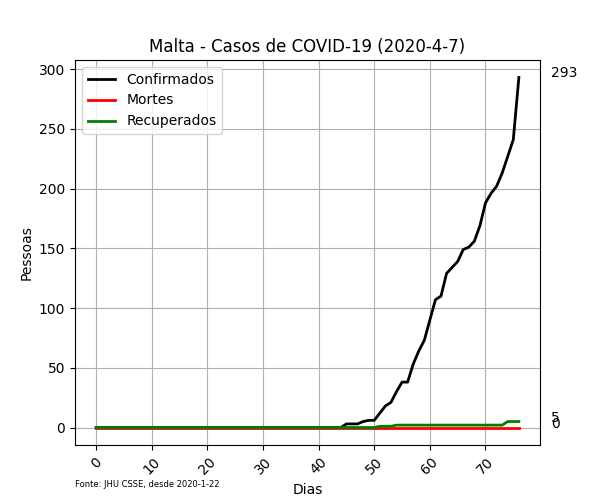 Malta - Casos de COVID-19 (2020-4-7)
Confirmados
Mortes
Recuperados
300
250
200
150
100
50
0
Pessoas
293
5
0
0
10
20
30
40
50
60
70
Dias
Fonte: JHU CSSE, desde 2020-1-22